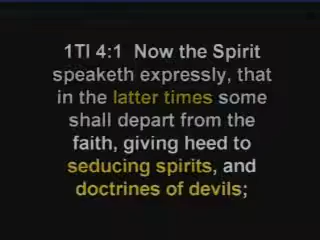 1TI 4:1  Now the Spirit
speaketh expressly, that
in the latter times some
shall depart from the
faith, giving heed to
seducing spirits, and
doctrines of devils;